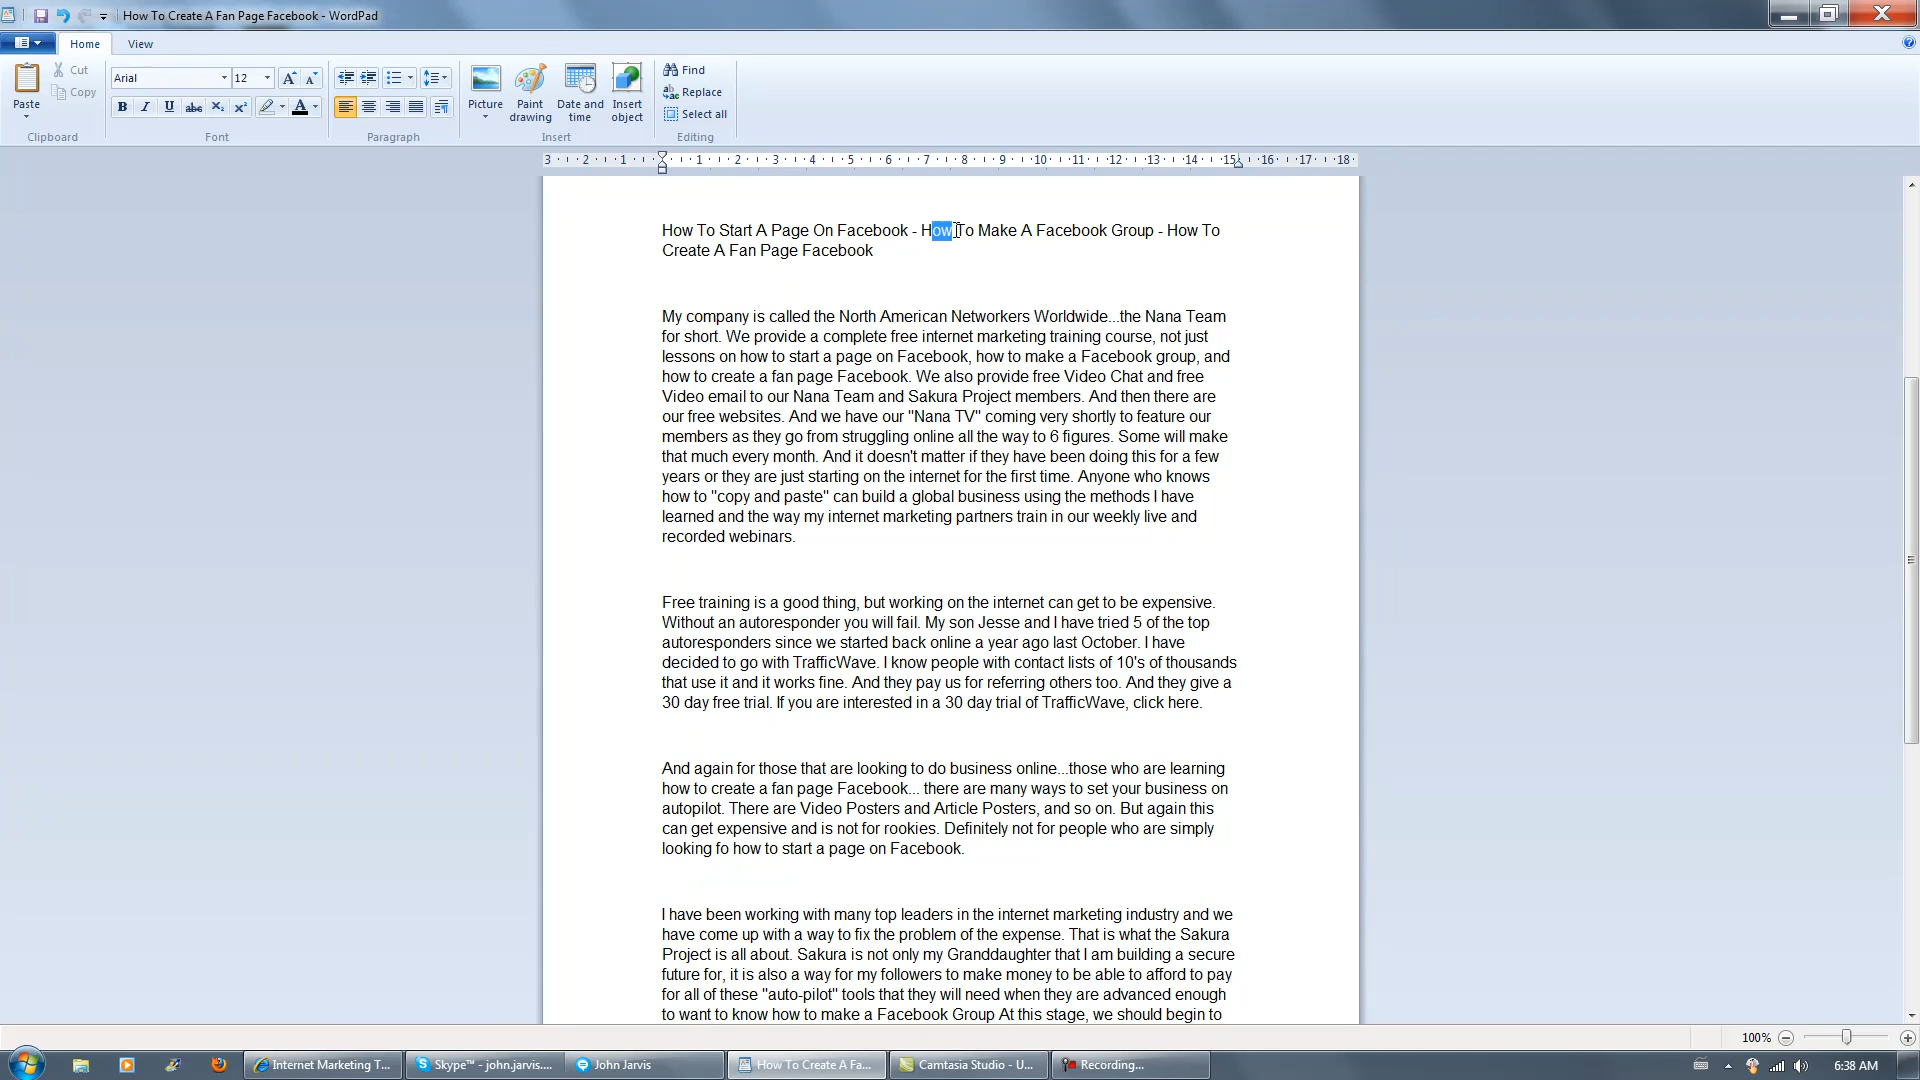 How To Create A Fan Page Facebook - WordPad
Home View
Cut
Copy
Paste
Clipboard
Arial 12
B I U abc X₂ X²
A
Font
Paragraph
Picture
Paint drawing
Date and time
Insert object
Insert
Find
Replace
Select all
Editing
3 2 1 1 2 3 4 5 6 7 8 9 10 11 12 13 14 15 16 17 18
How To Start A Page On Facebook - How To Make A Facebook Group - How To
Create A Fan Page Facebook
My company is called the North American Networkers Worldwide...the Nana Team
for short. We provide a complete free internet marketing training course, not just
lessons on how to start a page on Facebook, how to make a Facebook group, and
how to create a fan page Facebook. We also provide free Video Chat and free
Video email to our Nana Team and Sakura Project members. And then there are
our free websites. And we have our "Nana TV" coming very shortly to feature our
members as they go from struggling online all the way to 6 figures. Some will make
that much every month. And it doesn't matter if they have been doing this for a few
years or they are just starting on the internet for the first time. Anyone who knows
how to "copy and paste" can build a global business using the methods I have
learned and the way my internet marketing partners train in our weekly live and
recorded webinars.
Free training is a good thing, but working on the internet can get to be expensive.
Without an autoresponder you will fail. My son Jesse and I have tried 5 of the top
autoresponders since we started back online a year ago last October. I have
decided to go with TrafficWave. I know people with contact lists of 10's of thousands
that use it and it works fine. And they pay us for referring others too. And they give a
30 day free trial. If you are interested in a 30 day trial of TrafficWave, click here.
And again for those that are looking to do business online...those who are learning
how to create a fan page Facebook... there are many ways to set your business on
autopilot. There are Video Posters and Article Posters, and so on. But again this
can get expensive and is not for rookies. Definitely not for people who are simply
looking fo how to start a page on Facebook.
I have been working with many top leaders in the internet marketing industry and we
have come up with a way to fix the problem of the expense. That is what the Sakura
Project is all about. Sakura is not only my Granddaughter that I am building a secure
future for, it is also a way for my followers to make money to be able to afford to pay
for all of these "auto-pilot" tools that they will need when they are advanced enough
to want to know how to make a Facebook Group At this stage, we should begin to
100%
Internet Marketing T...
Skype™ - john.jarvis....
John Jarvis
How To Create A Fa...
Camtasia Studio - U...
Recording...
6:38 AM